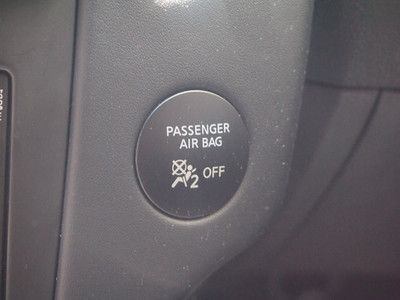 PASSENGER
AIR BAG
2 OFF